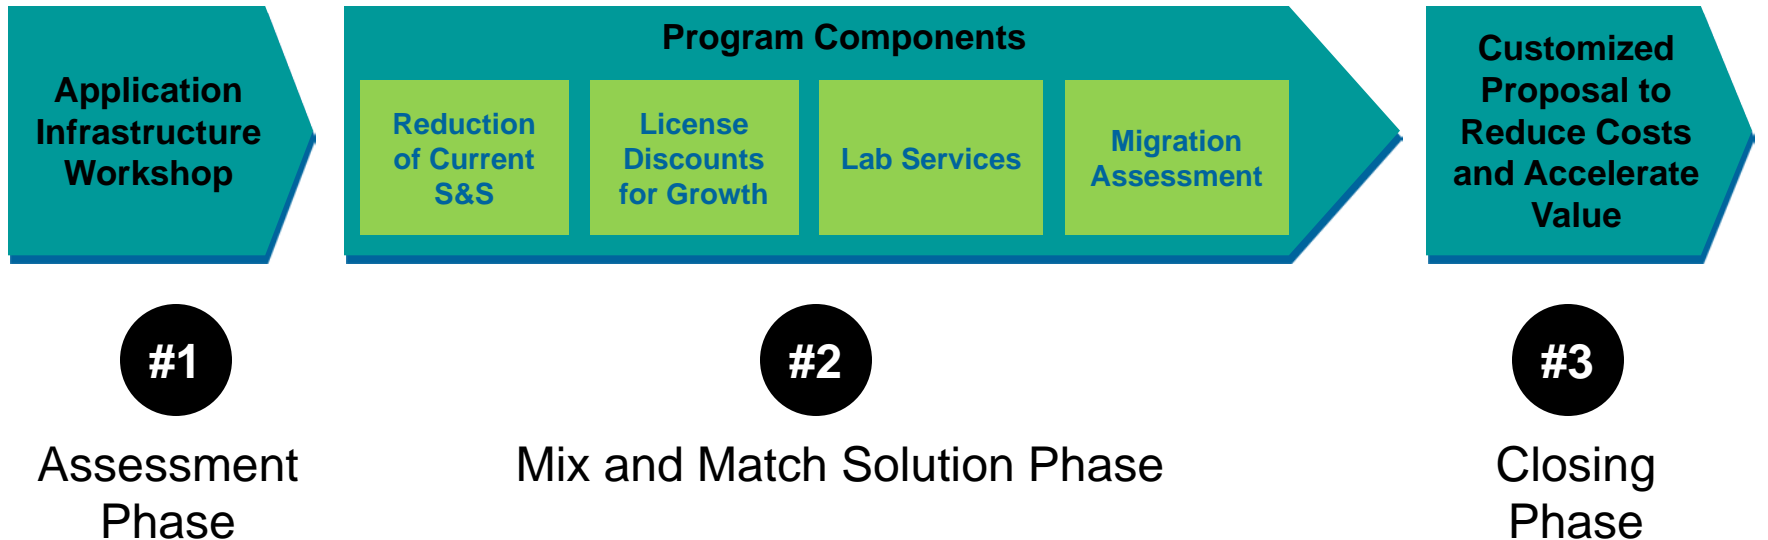 Application
Infrastructure
Workshop
Program Components
Reduction
of Current
S&S
License
Discounts
for Growth
Lab Services
Migration
Assessment
Customized
Proposal to
Reduce Costs
and Accelerate
Value
#1
#2
#3
Assessment
Phase
Mix and Match Solution Phase
Closing
Phase